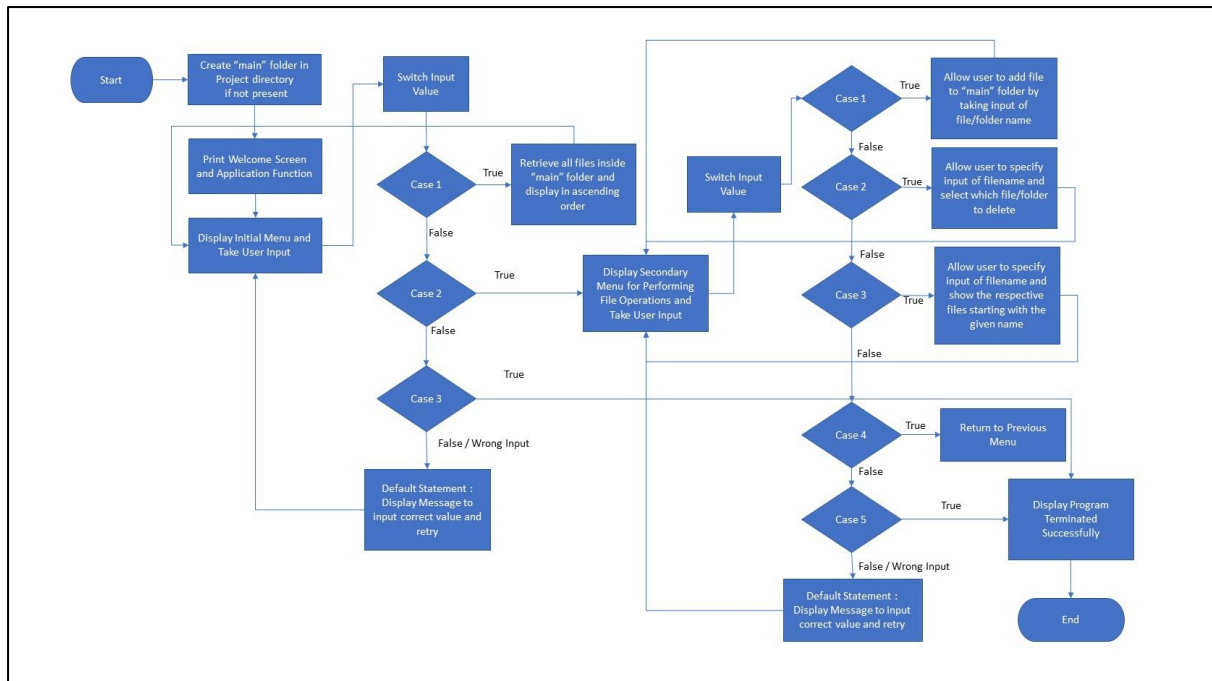 Start
Create “main” folder in
Project directory
if not present
Print Welcome Screen
and Application Function
Display Initial Menu and
Take User Input
Switch Input
Value
Case 1
True
Retrieve all files inside
“main” folder and
display in ascending
order
False
Case 2
True
False
Case 3
True
False / Wrong Input
Default Statement :
Display Message to
input correct value and
retry
Display Secondary
Menu for Performing
File Operations and
Take User Input
Switch Input
Value
Case 1
True
Allow user to add file
to “main” folder by
taking input of
file/folder name
False
Case 2
True
Allow user to specify
input of filename and
select which file/folder
to delete
False
Case 3
True
Allow user to specify
input of filename and
show the respective
files starting with the
given name
False
Case 4
True
Return to Previous
Menu
False
Case 5
True
Display Program
Terminated
Successfully
False / Wrong Input
Default Statement :
Display Message to input
correct value and retry
End